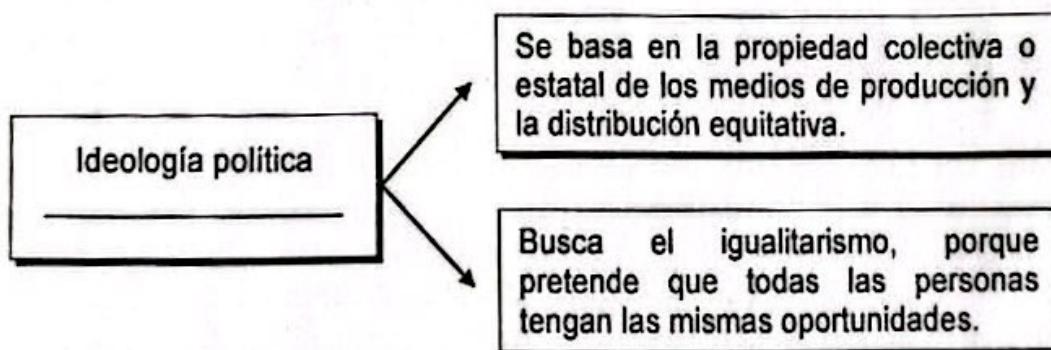 Ideología política
Se basa en la propiedad colectiva o
estatal de los medios de producción y
la distribución equitativa.
Busca el igualitarismo, porque
pretende que todas las personas
tengan las mismas oportunidades.